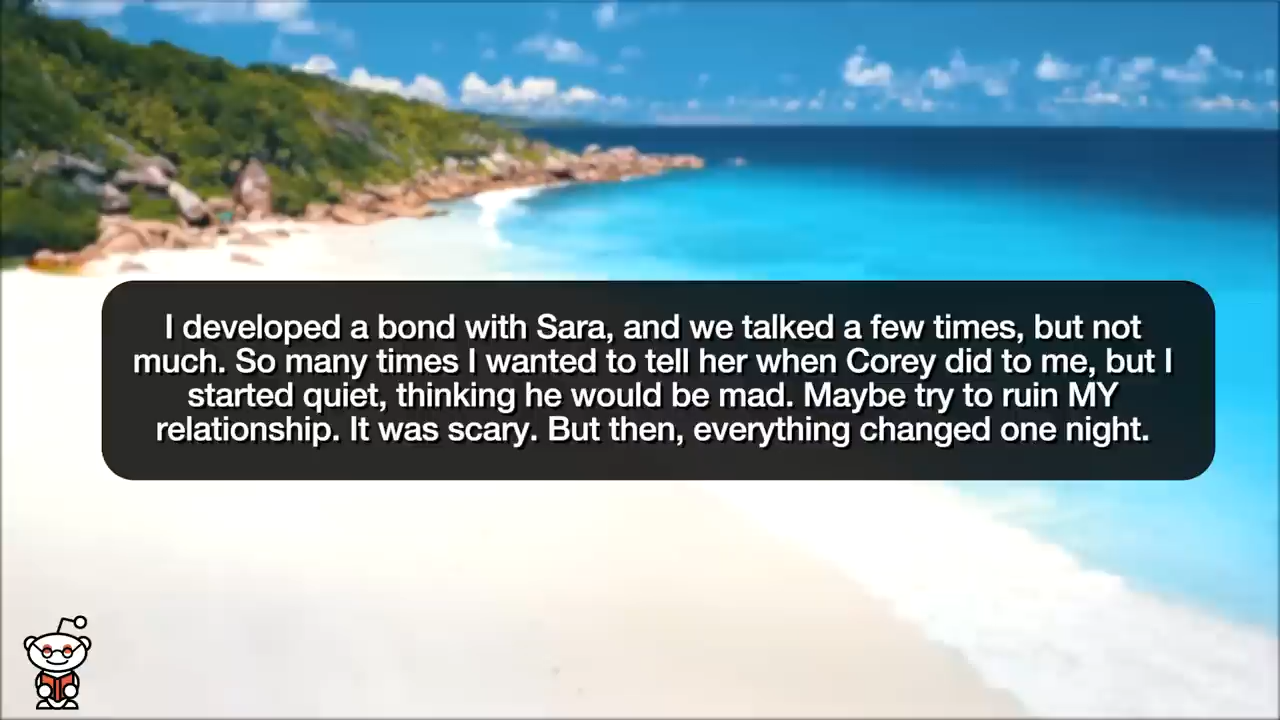 I developed a bond with Sara, and we talked a few times, but not
much. So many times I wanted to tell her when Corey did to me, but I
started quiet, thinking he would be mad. Maybe try to ruin MY
relationship. It was scary. But then, everything changed one night.